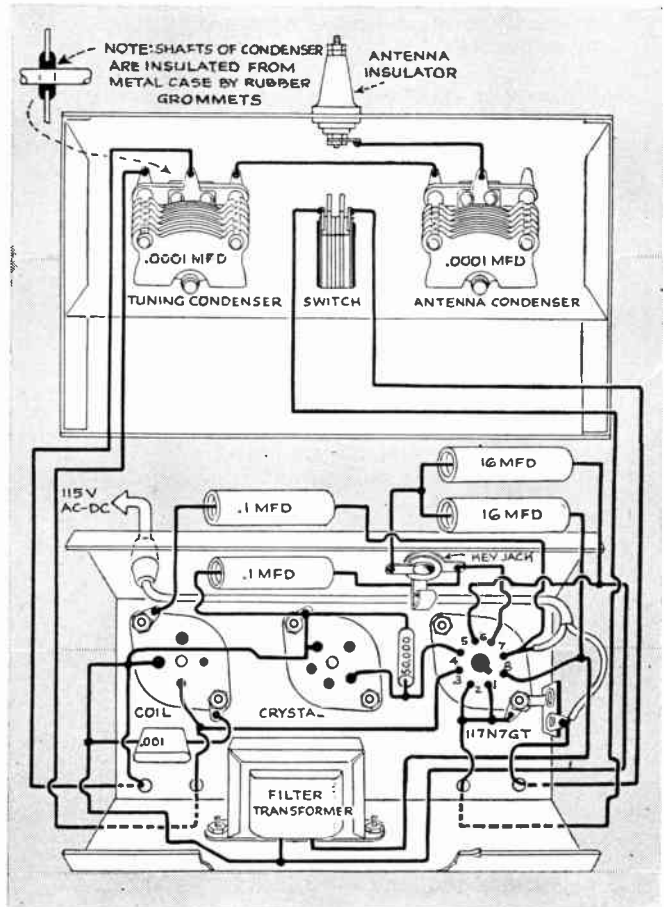 NOTE: SHAFTS OF CONDENSER
ARE INSULATED FROM
METAL CASE BY RUBBER
GROMMETS
ANTENNA
INSULATOR
.0001 MFD
.0001 MFD
TUNING CONDENSER
SWITCH
ANTENNA CONDENSER
16 MFD
115V
AC-DC
.1 MFD
16 MFD
KEY JACK
.1 MFD
50,000
5
6
7
4
8
3
2
1
COIL
CRYSTAL
117N7GT
.001
FILTER
TRANSFORMER